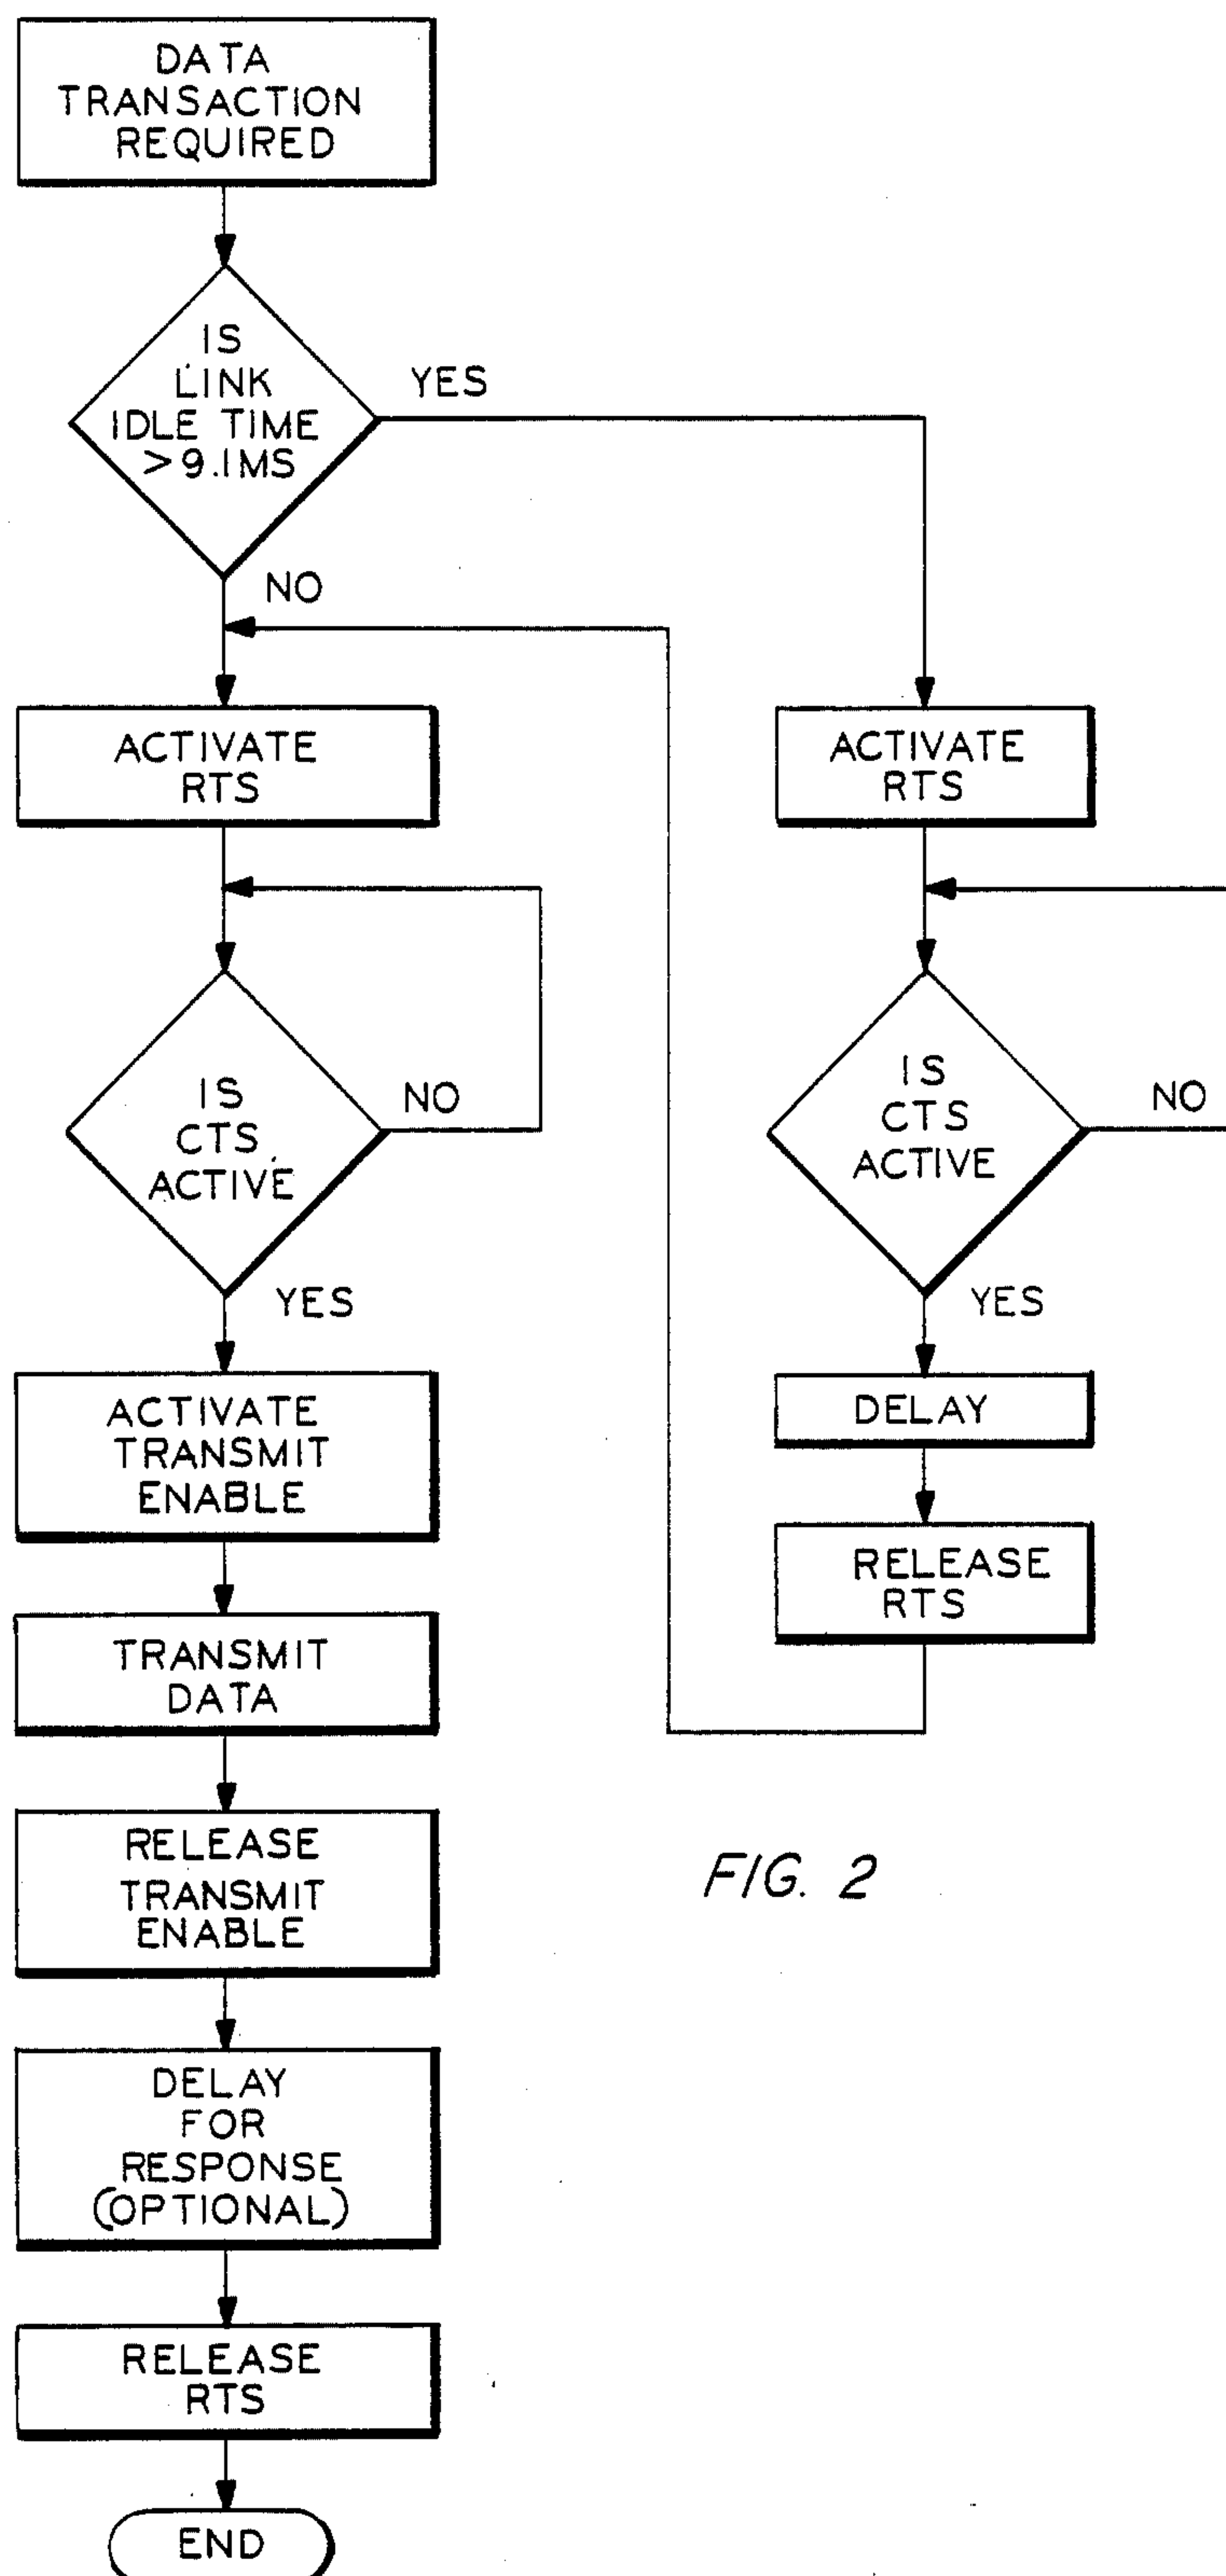 DATA
TRANSACTION
REQUIRED
IS
LINK
IDLE TIME
>9.1MS
YES
NO
ACTIVATE
RTS
IS
CTS
ACTIVE
NO
YES
ACTIVATE
TRANSMIT
ENABLE
TRANSMIT
DATA
RELEASE
TRANSMIT
ENABLE
DELAY
FOR
RESPONSE
(OPTIONAL)
RELEASE
RTS
END
ACTIVATE
RTS
IS
CTS
ACTIVE
NO
YES
DELAY
RELEASE
RTS
FIG. 2